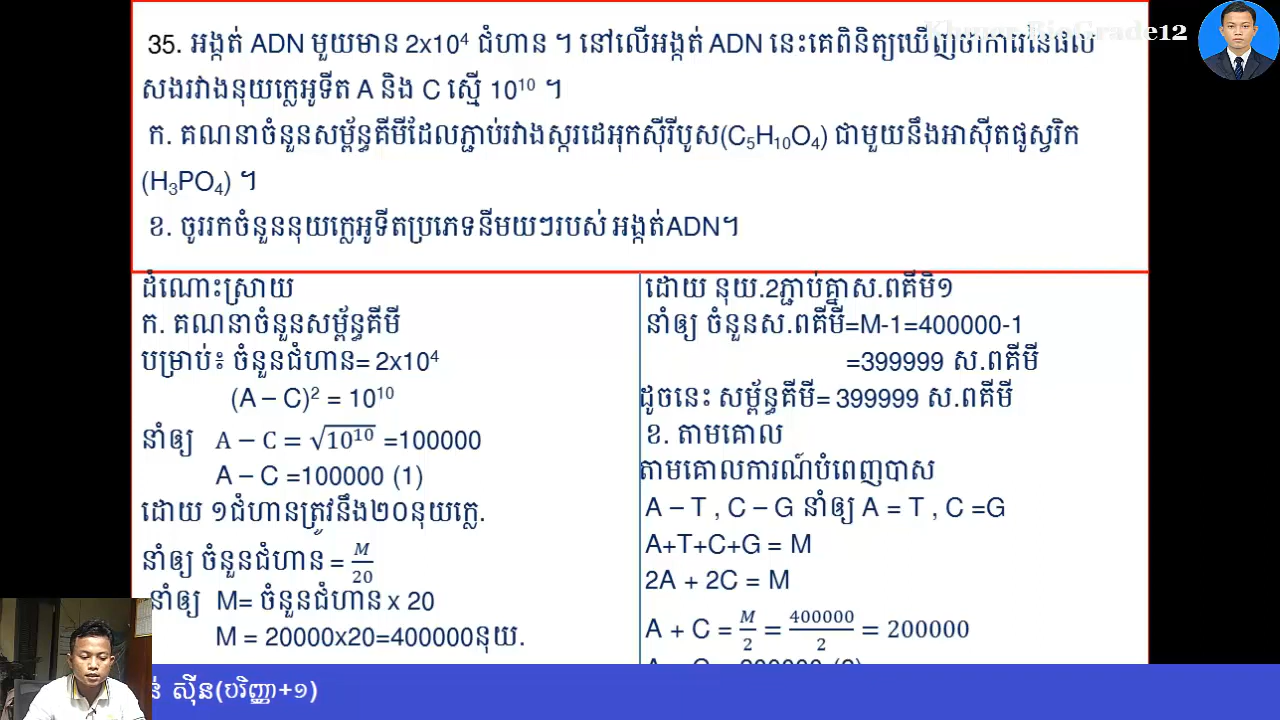 Khmer BioGrade12
35. អង្កត់ ADN មួយមាន 2x10⁴ ជំហាន ។ នៅលើអង្កត់ ADN នេះគេពិនិត្យឃើញថាការេនៃផល
សងរវាងនុយក្លេអូទីត A និង C ស្មើ 10¹⁰ ។
ក. គណនាចំនួនសម្ព័ន្ធគីមីដែលភ្ជាប់រវាងស្ករដេអុកស៊ីរីបូស(C₅H₁₀O₄) ជាមួយនឹងអាស៊ីតផូស្វរិក
(H₃PO₄) ។
ខ. ចូររកចំនួននុយក្លេអូទីតប្រភេទនីមយៗរបស់ អង្កត់ADN។
ដំណោះស្រាយ
ក. គណនាចំនួនសម្ព័ន្ធគីមី
បម្រាប់៖ ចំនួនជំហាន= 2x10⁴
(A – C)² = 10¹⁰
នាំឲ្យ A − C = √10¹⁰ =100000
A – C =100000 (1)
ដោយ ១ជំហានត្រូវនឹង២០នុយក្លេ.
នាំឲ្យ ចំនួនជំហាន = M/20
នាំឲ្យ M= ចំនួនជំហាន x 20
M = 20000x20=400000នុយ.
ដោយ នុយ.2ភ្ជាប់គ្នាស.ពគីមិ១
នាំឲ្យ ចំនួនស.ពគីមី=M-1=400000-1
=399999 ស.ពគីមី
ដូចនេះ សម្ព័ន្ធគីមី= 399999 ស.ពគីមី
ខ. តាមគោល
តាមគោលការណ៍បំពេញបាស
A – T , C – G នាំឲ្យ A = T , C =G
A+T+C+G = M
2A + 2C = M
A + C = M/2 = 400000/2 = 200000
ស៊ីន(បរិញ្ញា+១)